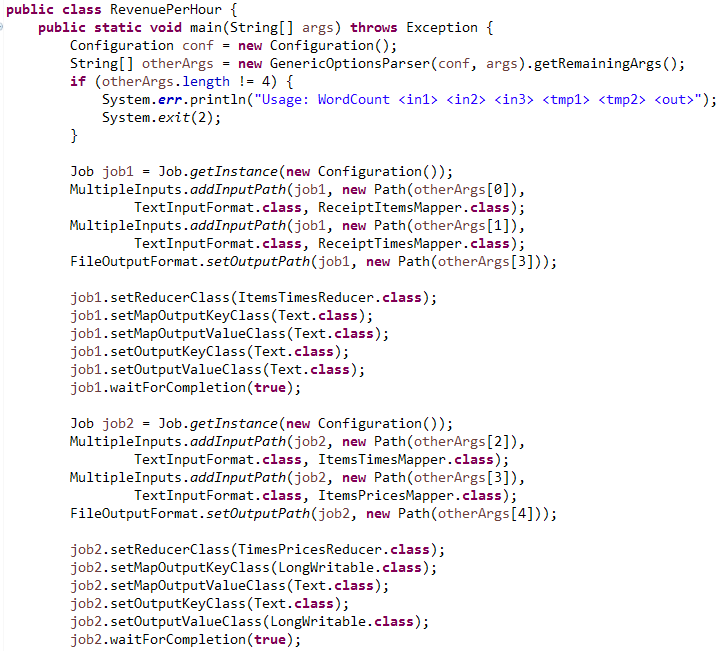 public class RevenuePerHour {
    public static void main(String[] args) throws Exception {
        Configuration conf = new Configuration();
        String[] otherArgs = new GenericOptionsParser(conf, args).getRemainingArgs();
        if (otherArgs.length != 4) {
            System.err.println("Usage: WordCount <in1> <in2> <in3> <tmp1> <tmp2> <out>");
            System.exit(2);
        }

        Job job1 = Job.getInstance(new Configuration());
        MultipleInputs.addInputPath(job1, new Path(otherArgs[0]),
                TextInputFormat.class, ReceiptItemsMapper.class);
        MultipleInputs.addInputPath(job1, new Path(otherArgs[1]),
                TextInputFormat.class, ReceiptTimesMapper.class);
        FileOutputFormat.setOutputPath(job1, new Path(otherArgs[3]));

        job1.setReducerClass(ItemsTimesReducer.class);
        job1.setMapOutputKeyClass(Text.class);
        job1.setMapOutputValueClass(Text.class);
        job1.setOutputKeyClass(Text.class);
        job1.setOutputValueClass(Text.class);
        job1.waitForCompletion(true);

        Job job2 = Job.getInstance(new Configuration());
        MultipleInputs.addInputPath(job2, new Path(otherArgs[2]),
                TextInputFormat.class, ItemsTimesMapper.class);
        MultipleInputs.addInputPath(job2, new Path(otherArgs[3]),
                TextInputFormat.class, ItemsPricesMapper.class);
        FileOutputFormat.setOutputPath(job2, new Path(otherArgs[4]));

        job2.setReducerClass(TimesPricesReducer.class);
        job2.setMapOutputKeyClass(LongWritable.class);
        job2.setMapOutputValueClass(Text.class);
        job2.setOutputKeyClass(Text.class);
        job2.setOutputValueClass(LongWritable.class);
        job2.waitForCompletion(true);